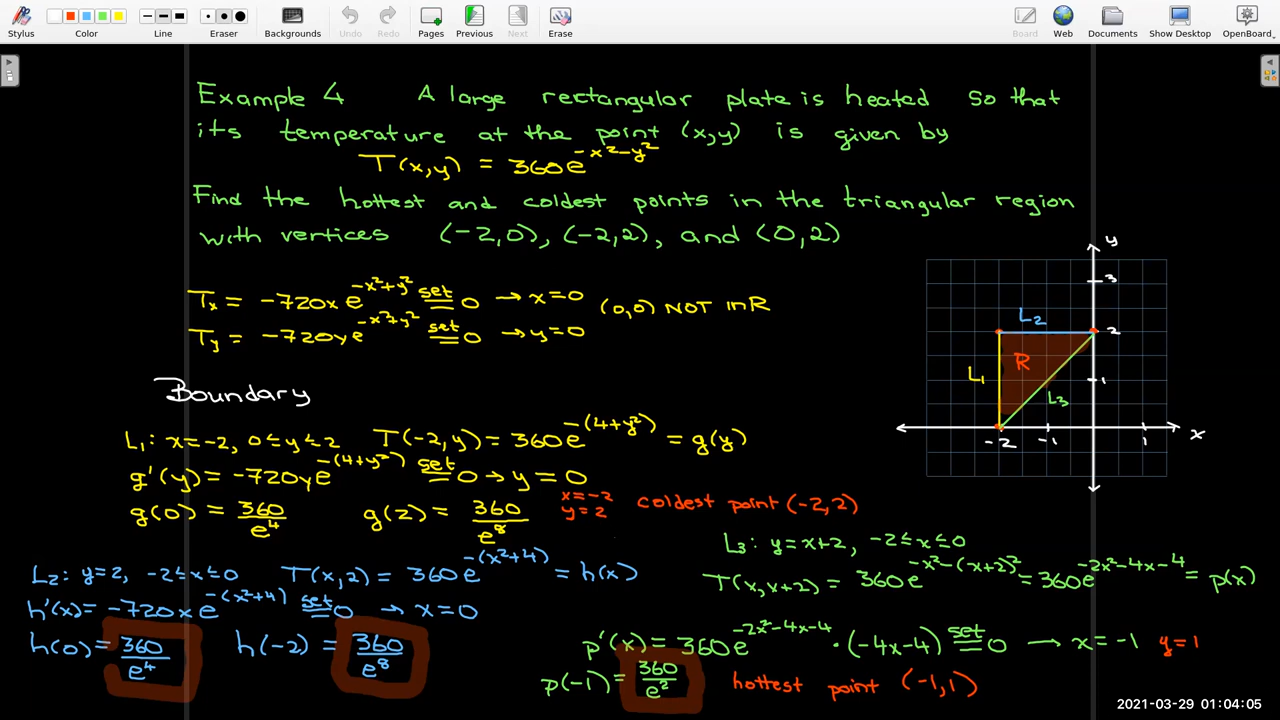 Stylus Color Line Eraser Backgrounds Undo Redo Pages Previous Next Erase Board Web Documents Show Desktop OpenBoard
Example 4 A large rectangular plate is heated so that
its temperature at the point (x,y) is given by
T(x,y) = 360e^{-x²-y²}
Find the hottest and coldest points in the triangular region
with vertices (-2,0), (-2,2), and (0,2)
Tx = -720x e^{-x²+y²} set = 0 → x=0 (0,0) NOT IN R
Ty = -720y e^{-x²+y²} set = 0 → y=0
y
3
L2
2
R
L1
1
L3
-2 -1 1 x
Boundary
L1: x=-2, 0≤y≤2 T(-2,y) = 360e^{-(4+y²)} = g(y)
g'(y) = -720ye^{-(4+y²)} set = 0 → y = 0
g(0) = 360/e⁴ g(2) = 360/e⁸ x=-2 y=2 coldest point (-2,2)
L2: y=2, -2≤x≤0 T(x,2) = 360e^{-(x²+4)} = h(x)
h'(x) = -720x e^{-(x²+4)} set = 0 → x=0
h(0) = 360/e⁴ h(-2) = 360/e⁸
L3: y=x+2, -2≤x≤0
T(x,x+2) = 360e^{-x²-(x+2)²} = 360e^{-2x²-4x-4} = p(x)
p'(x) = 360e^{-2x²-4x-4} · (-4x-4) set = 0 → x=-1 y=1
p(-1) = 360/e² hottest point (-1,1)
2021-03-29 01:04:05